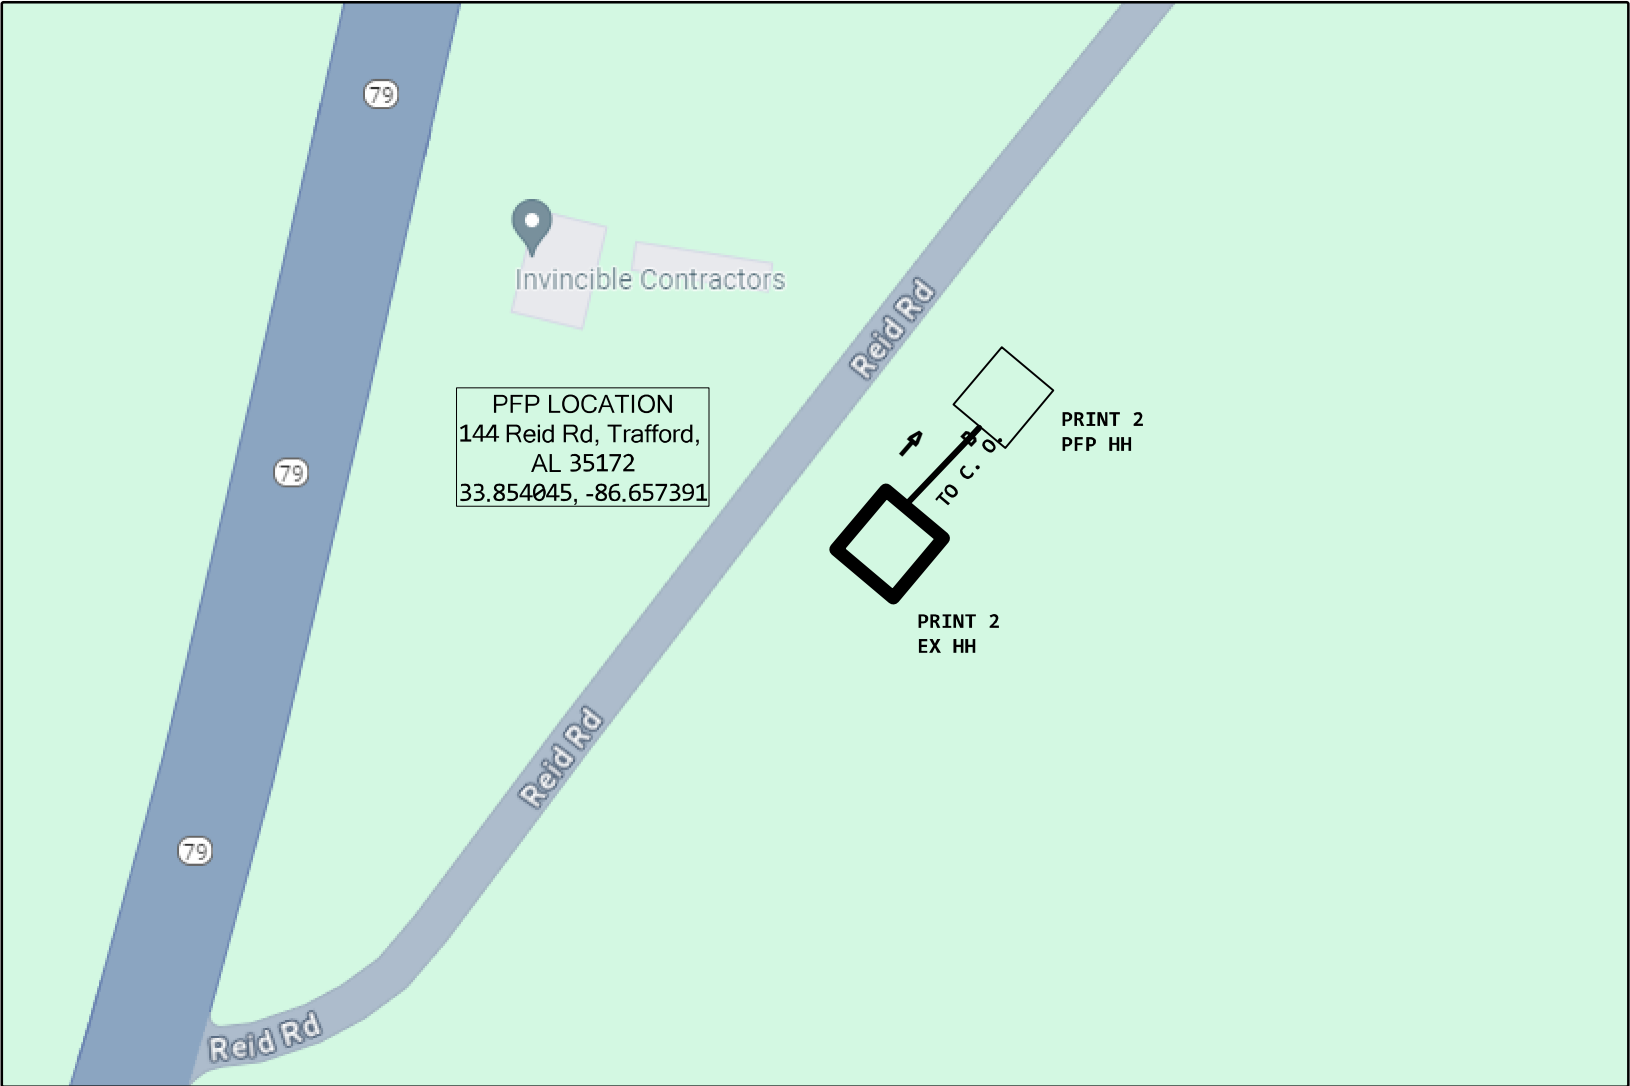 79
Invincible Contractors
Reid Rd
PFP LOCATION
144 Reid Rd, Trafford,
AL 35172
33.854045, -86.657391
PRINT 2
PFP HH
79
TO C. O.
PRINT 2
EX HH
Reid Rd
79
Reid Rd